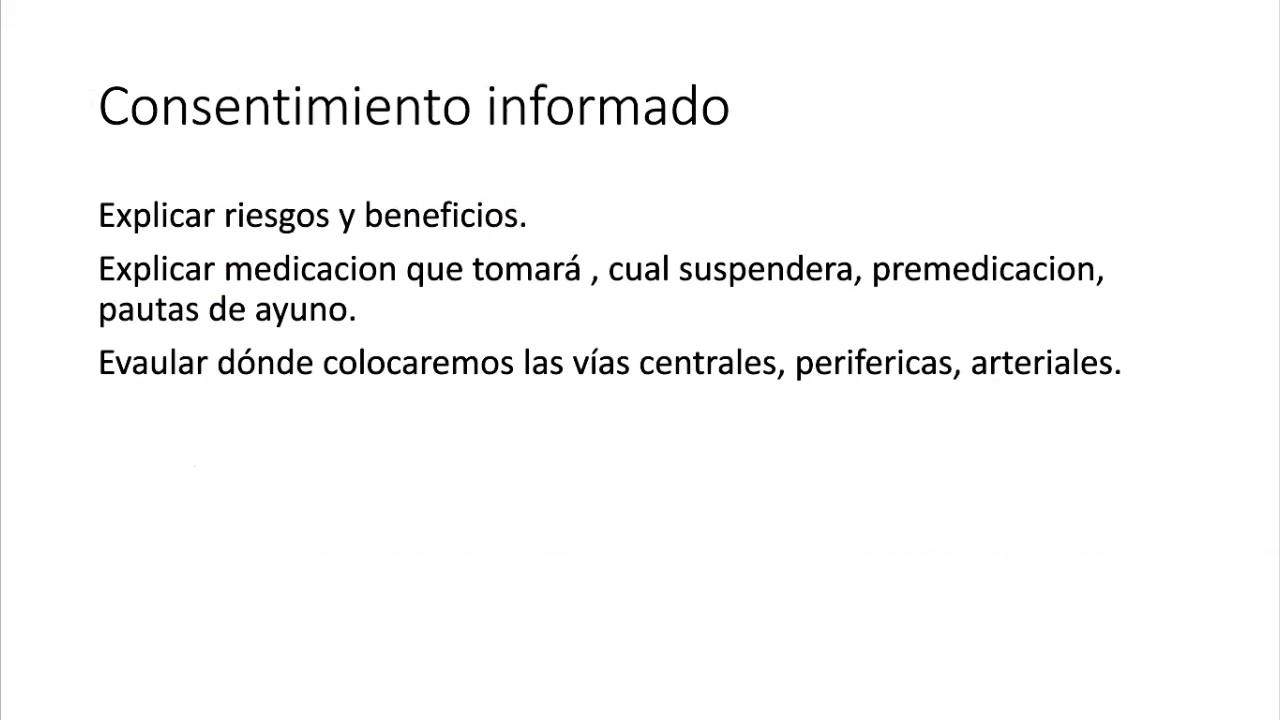 Consentimiento informado
Explicar riesgos y beneficios.
Explicar medicacion que tomará , cual suspendera, premedicacion,
pautas de ayuno.
Evaular dónde colocaremos las vías centrales, perifericas, arteriales.